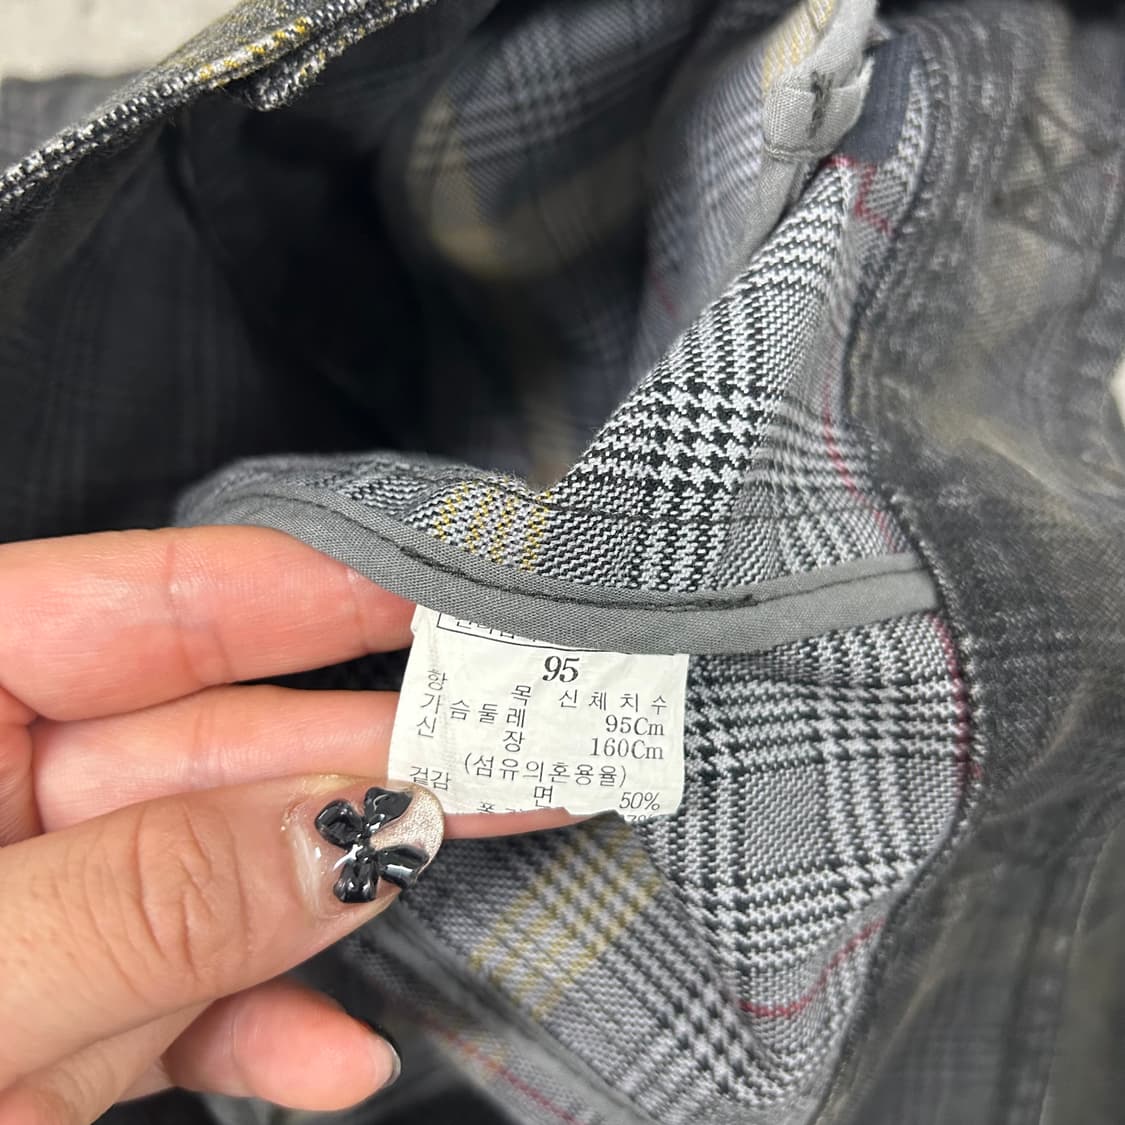 95
항 목 신체치수
가슴둘레 95Cm
신 장 160Cm
(섬유의혼용율)
겉감 면 50%